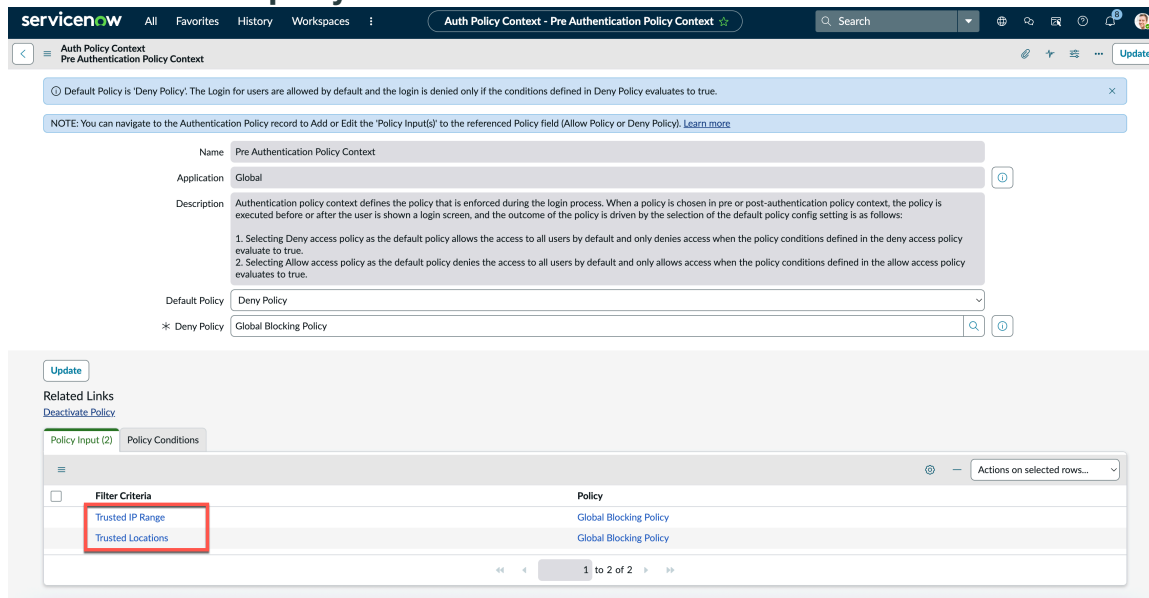 servicenow All Favorites History Workspaces Auth Policy Context - Pre Authentication Policy Context Search 8
Auth Policy Context
Pre Authentication Policy Context
Update
Default Policy is 'Deny Policy'. The Login for users are allowed by default and the login is denied only if the conditions defined in Deny Policy evaluates to true.
NOTE: You can navigate to the Authentication Policy record to Add or Edit the 'Policy Input(s)' to the referenced Policy field (Allow Policy or Deny Policy). Learn more
Name Pre Authentication Policy Context
Application Global
Description Authentication policy context defines the policy that is enforced during the login process. When a policy is chosen in pre or post-authentication policy context, the policy is
executed before or after the user is shown a login screen, and the outcome of the policy is driven by the selection of the default policy config setting is as follows:
1. Selecting Deny access policy as the default policy allows the access to all users by default and only denies access when the policy conditions defined in the deny access policy
evaluate to true.
2. Selecting Allow access policy as the default policy denies the access to all users by default and only allows access when the policy conditions defined in the allow access policy
evaluates to true.
Default Policy Deny Policy
Deny Policy Global Blocking Policy
Update
Related Links
Deactivate Policy
Policy Input (2) Policy Conditions
Actions on selected rows...
Filter Criteria Policy
Trusted IP Range Global Blocking Policy
Trusted Locations Global Blocking Policy
1 to 2 of 2